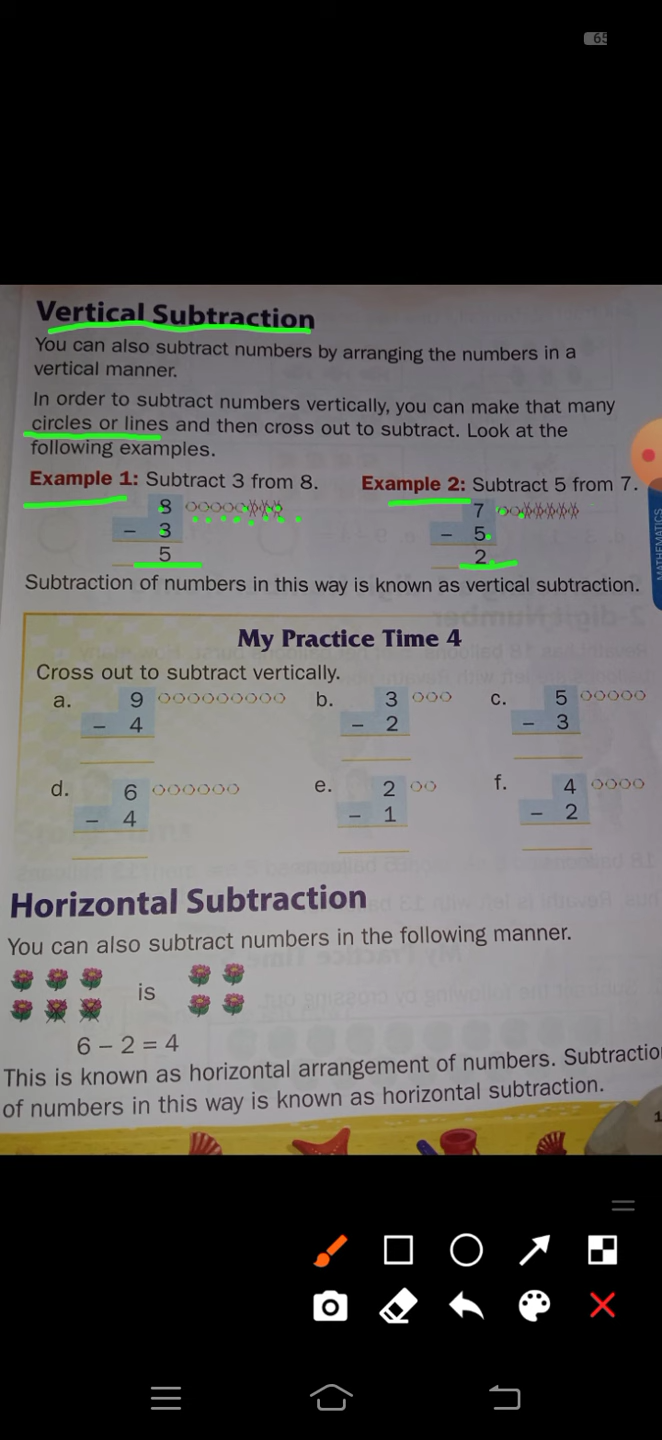 65
Vertical Subtraction
You can also subtract numbers by arranging the numbers in a
vertical manner.
In order to subtract numbers vertically, you can make that many
circles or lines and then cross out to subtract. Look at the
following examples.
Example 1: Subtract 3 from 8.
8
− 3
5
Example 2: Subtract 5 from 7.
7
− 5
2
MATHEMATICS
Subtraction of numbers in this way is known as vertical subtraction.
My Practice Time 4
Cross out to subtract vertically.
a. 9
− 4
b. 3
− 2
c. 5
− 3
d. 6
− 4
e. 2
− 1
f. 4
− 2
Horizontal Subtraction
You can also subtract numbers in the following manner.
is
6 − 2 = 4
This is known as horizontal arrangement of numbers. Subtractio
of numbers in this way is known as horizontal subtraction.
1